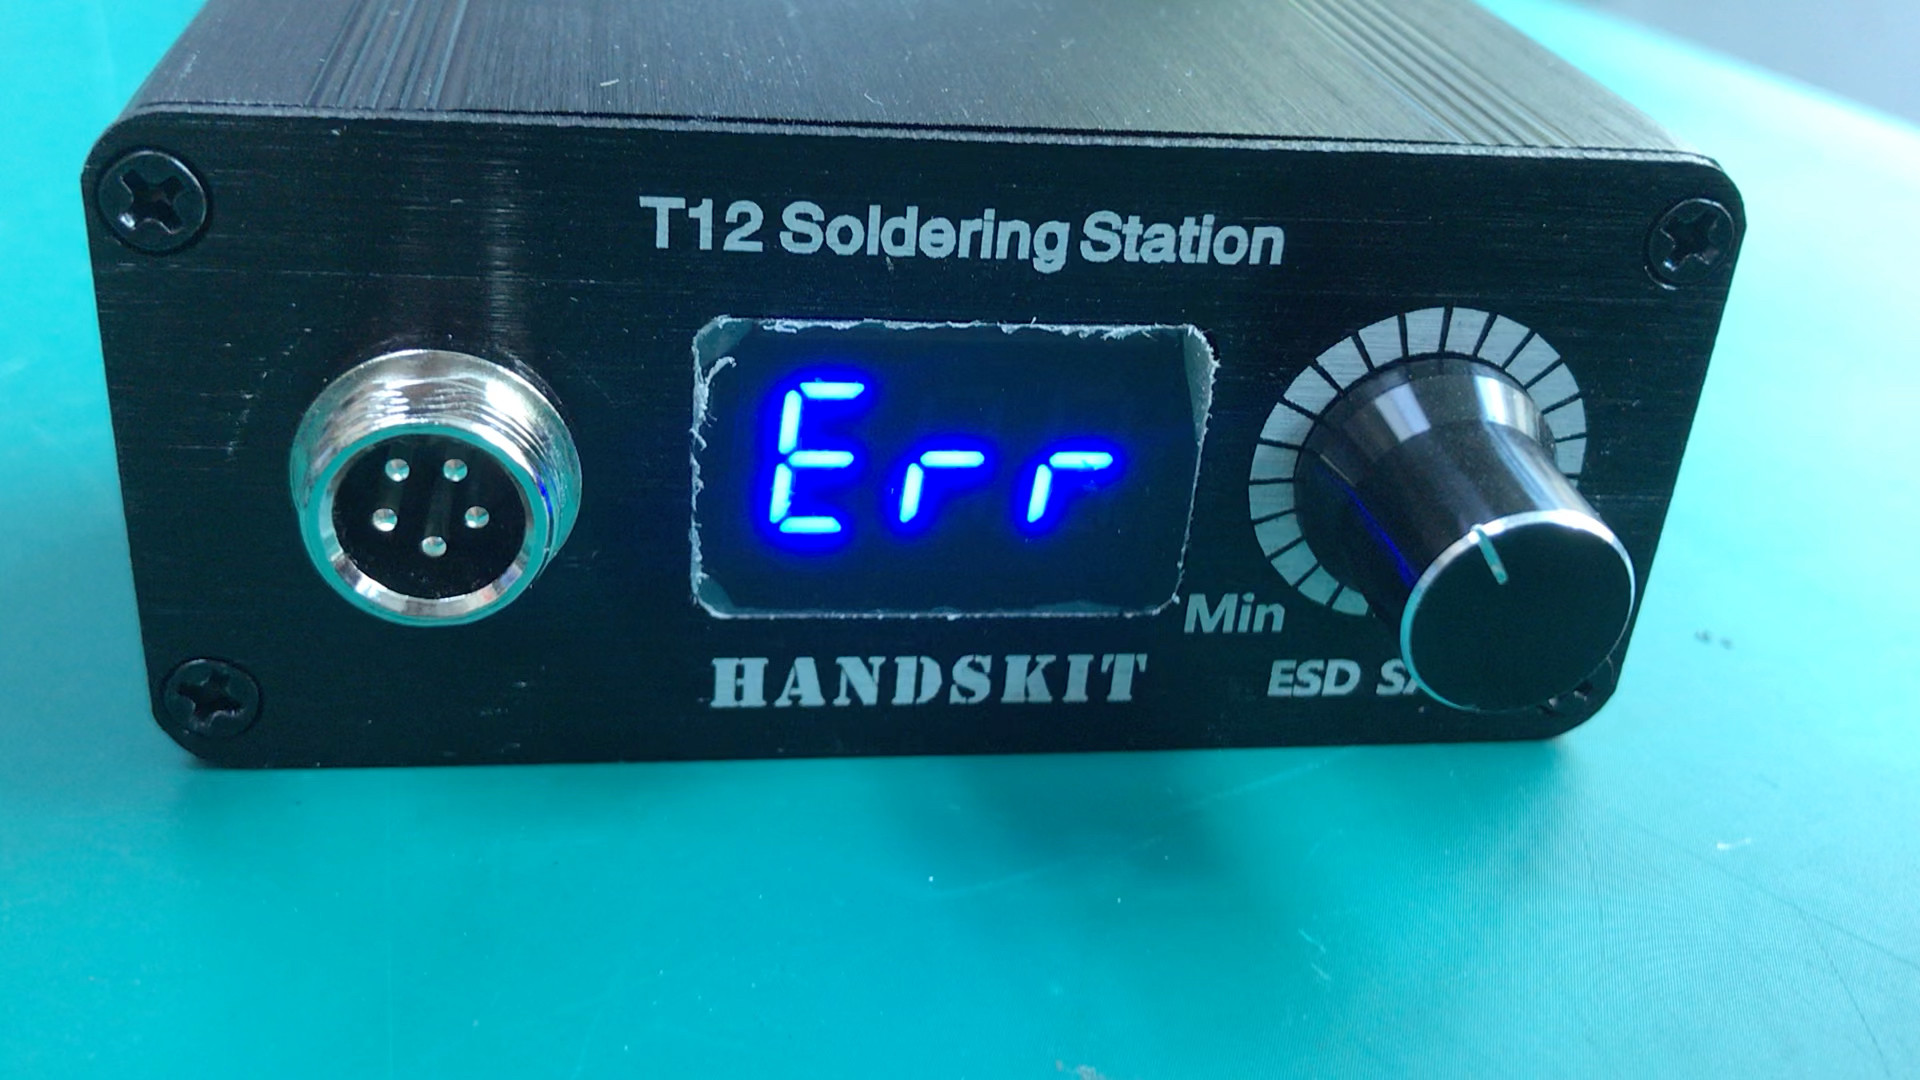 T12 Soldering Station
Err
Min
HANDSKIT
ESD